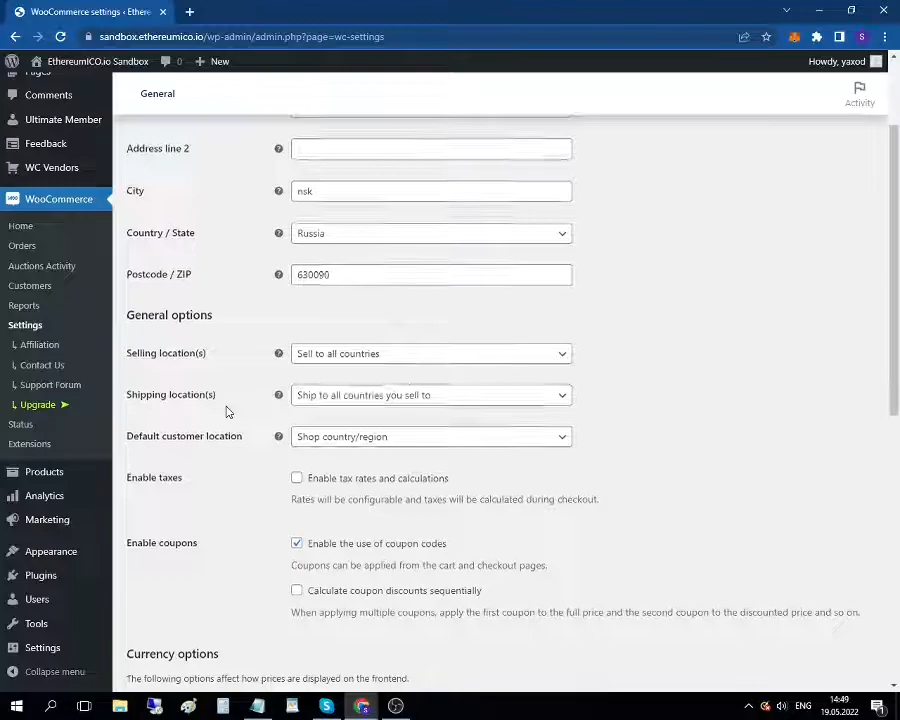 WooCommerce settings ‹ Ethere
sandbox.ethereumico.io/wp-admin/admin.php?page=wc-settings
S
EthereumICO.io Sandbox
0
New
Howdy, yaxod
Pages
Comments
Ultimate Member
Feedback
WC Vendors
WooCommerce
Home
Orders
Auctions Activity
Customers
Reports
Settings
Affiliation
Contact Us
Support Forum
Upgrade ➤
Status
Extensions
Products
Analytics
Marketing
Appearance
Plugins
Users
Tools
Settings
Collapse menu
General
Activity
Address line 2
City
nsk
Country / State
Russia
Postcode / ZIP
630090
General options
Selling location(s)
Sell to all countries
Shipping location(s)
Ship to all countries you sell to
Default customer location
Shop country/region
Enable taxes
Enable tax rates and calculations
Rates will be configurable and taxes will be calculated during checkout.
Enable coupons
Enable the use of coupon codes
Coupons can be applied from the cart and checkout pages.
Calculate coupon discounts sequentially
When applying multiple coupons, apply the first coupon to the full price and the second coupon to the discounted price and so on.
Currency options
The following options affect how prices are displayed on the frontend.
ENG
14:49
19.05.2022